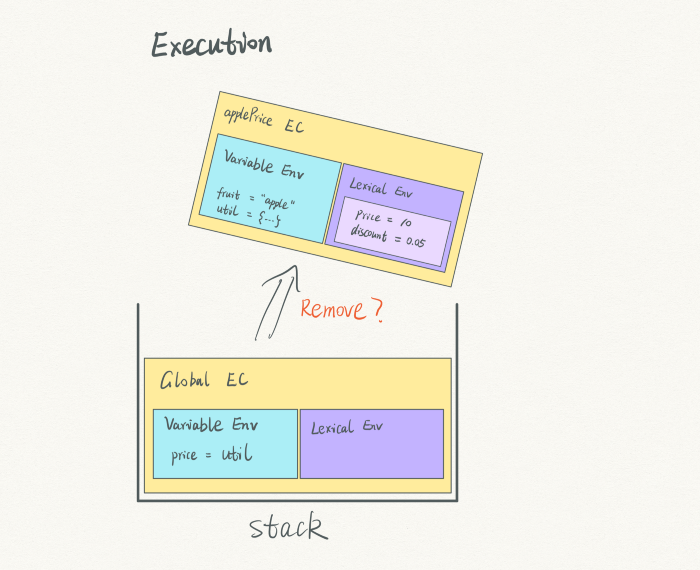 Execution
applePrice EC
Variable Env
fruit = "apple"
util = {...}
Lexical Env
price = 10
discount = 0.05
Remove?
Global EC
Variable Env
price = util
Lexical Env
stack